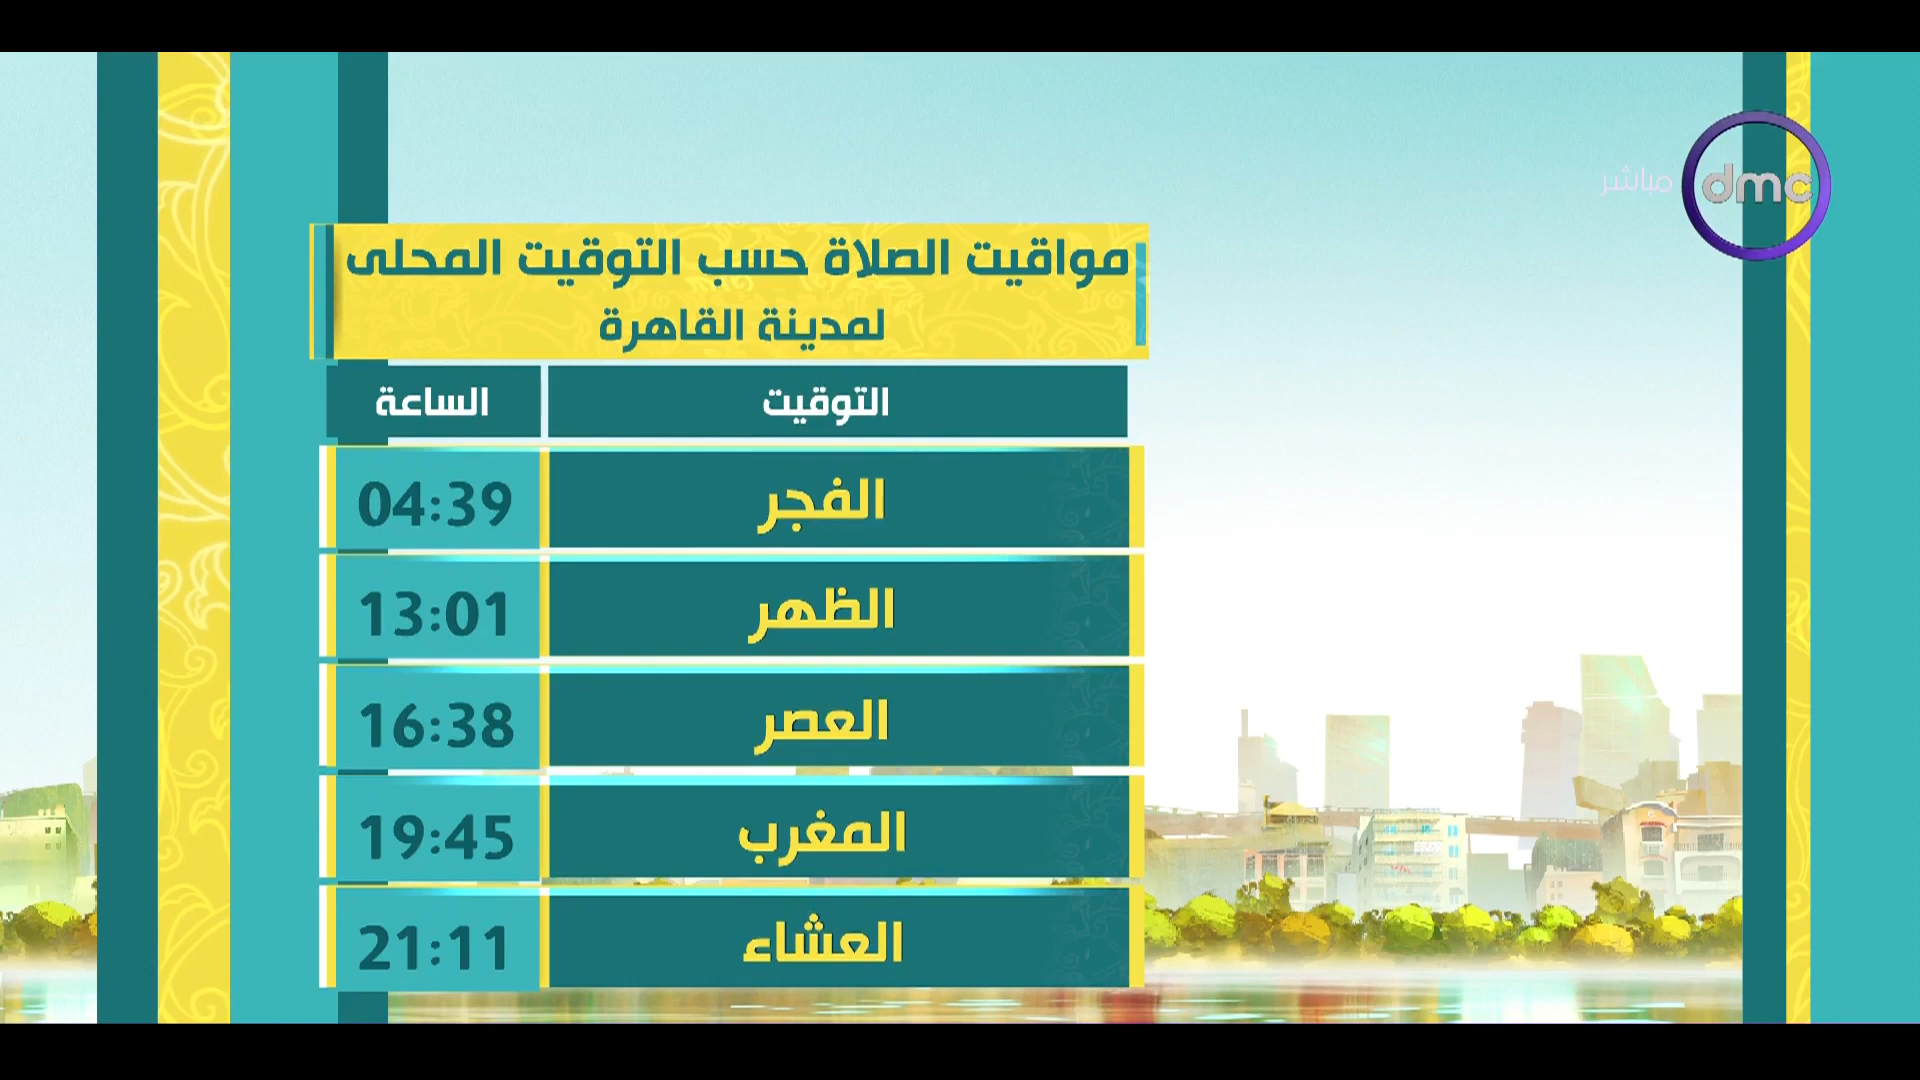 مباشر dmc
مواقيت الصلاة حسب التوقيت المحلى
لمدينة القاهرة
التوقيت الساعة
الفجر 04:39
الظهر 13:01
العصر 16:38
المغرب 19:45
العشاء 21:11